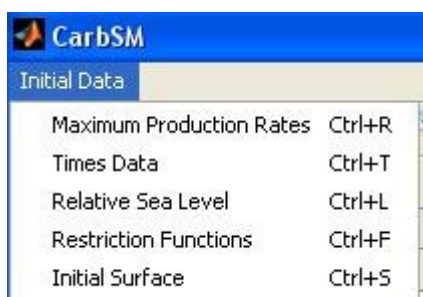 CarbSM
Initial Data
Maximum Production Rates Ctrl+R
Times Data Ctrl+T
Relative Sea Level Ctrl+L
Restriction Functions Ctrl+F
Initial Surface Ctrl+S